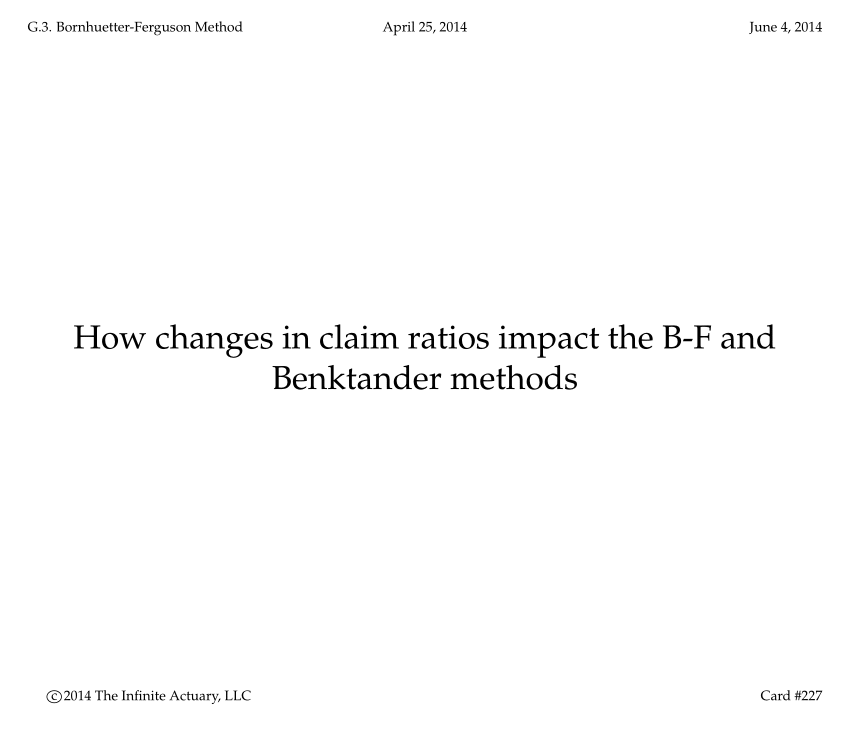 G.3. Bornhuetter-Ferguson Method April 25, 2014 June 4, 2014
How changes in claim ratios impact the B-F and
Benktander methods
©2014 The Infinite Actuary, LLC Card #227